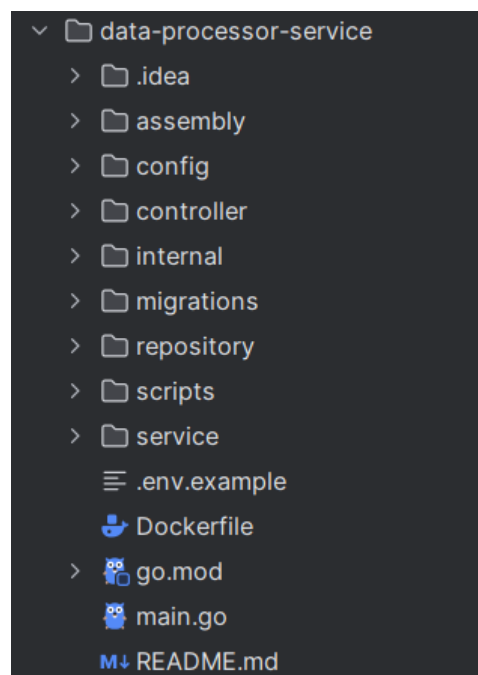 data-processor-service
.idea
assembly
config
controller
internal
migrations
repository
scripts
service
.env.example
Dockerfile
go.mod
main.go
M↓ README.md